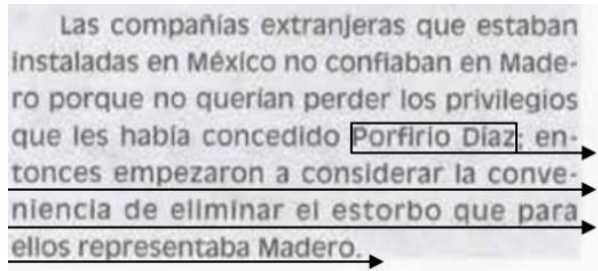 Las compañías extranjeras que estaban
instaladas en México no confiaban en Made-
ro porque no querían perder los privilegios
que les había concedido Porfirio Díaz; en-
tonces empezaron a considerar la conve-
niencia de eliminar el estorbo que para
ellos representaba Madero.